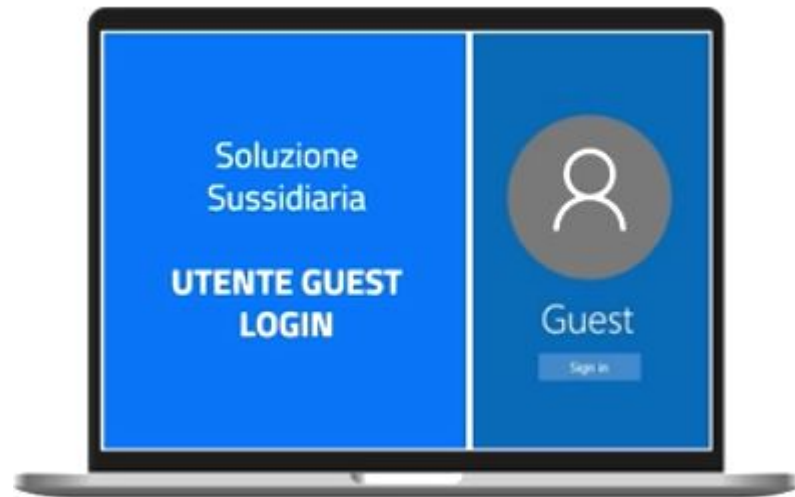 Soluzione
Sussidiaria
UTENTE GUEST
LOGIN
Guest
Sign in